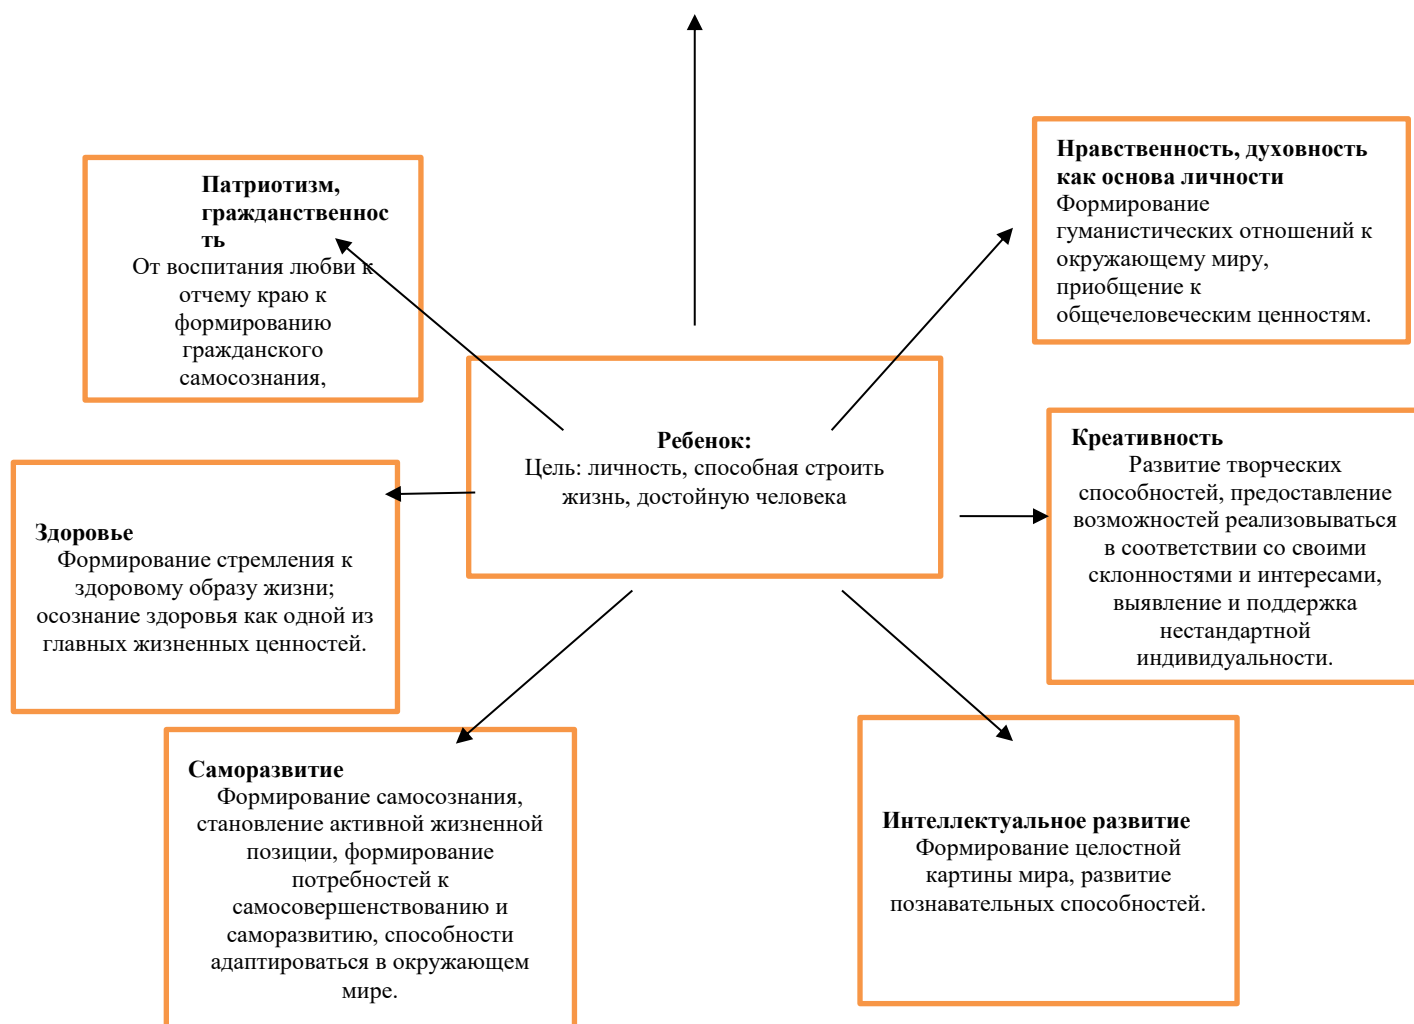 Нравственность, духовность
как основа личности
Формирование
гуманистических отношений к
окружающему миру,
приобщение к
общечеловеческим ценностям.
Патриотизм,
гражданственнос
ть
От воспитания любви к
отчему краю к
формированию
гражданского
самосознания,
Ребенок:
Цель: личность, способная строить
жизнь, достойную человека
Креативность
Развитие творческих
способностей, предоставление
возможностей реализовываться
в соответствии со своими
склонностями и интересами,
выявление и поддержка
нестандартной
индивидуальности.
Здоровье
Формирование стремления к
здоровому образу жизни;
осознание здоровья как одной из
главных жизненных ценностей.
Саморазвитие
Формирование самосознания,
становление активной жизненной
позиции, формирование
потребностей к
самосовершенствованию и
саморазвитию, способности
адаптироваться в окружающем
мире.
Интеллектуальное развитие
Формирование целостной
картины мира, развитие
познавательных способностей.